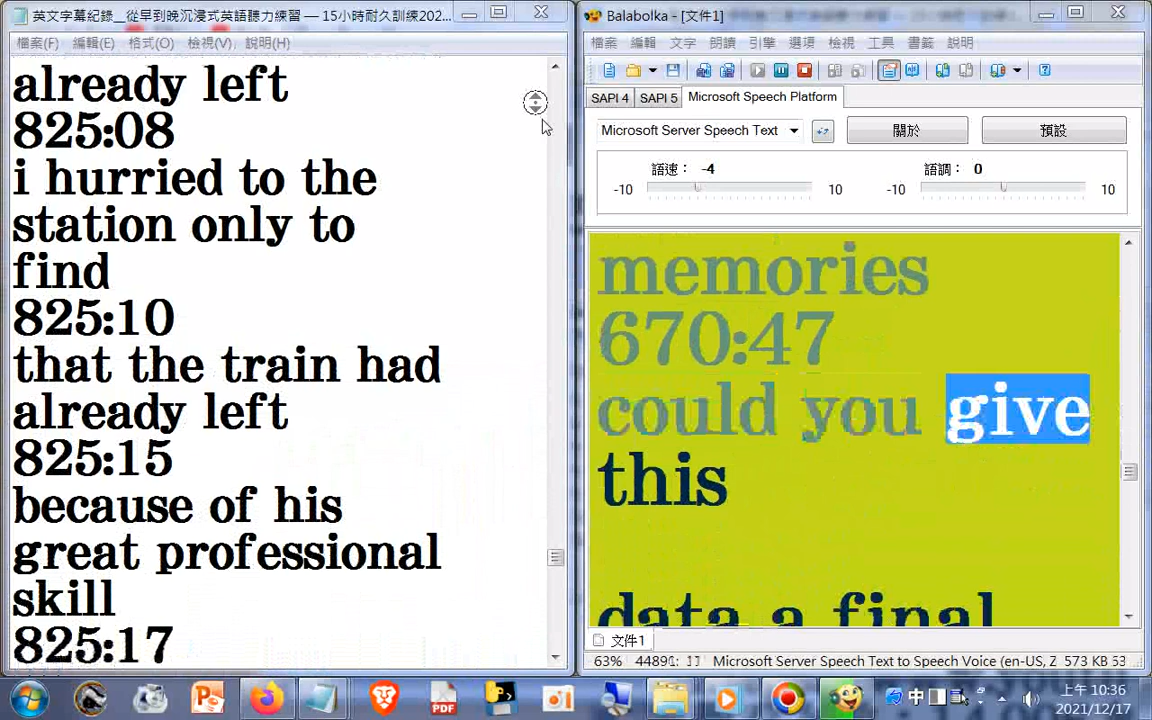 英文字幕紀錄__從早到晚沉浸式英語聽力練習 — 15小時耐久訓練202...
檔案(F) 編輯(E) 格式(O) 檢視(V) 說明(H)
already left
825:08
i hurried to the
station only to
find
825:10
that the train had
already left
825:15
because of his
great professional
skill
825:17
Balabolka - [文件1]
檔案 編輯 文字 朗讀 引擎 選項 檢視 工具 書籤 說明
SAPI 4 SAPI 5 Microsoft Speech Platform
Microsoft Server Speech Text 關於 預設
語速: -4 語調: 0
-10 10 -10 10
memories
670:47
could you give
this
data a final
文件1
63% 44891: 11 Microsoft Server Speech Text to Speech Voice (en-US, Z 573 KB 53
中 上午 10:36
2021/12/17